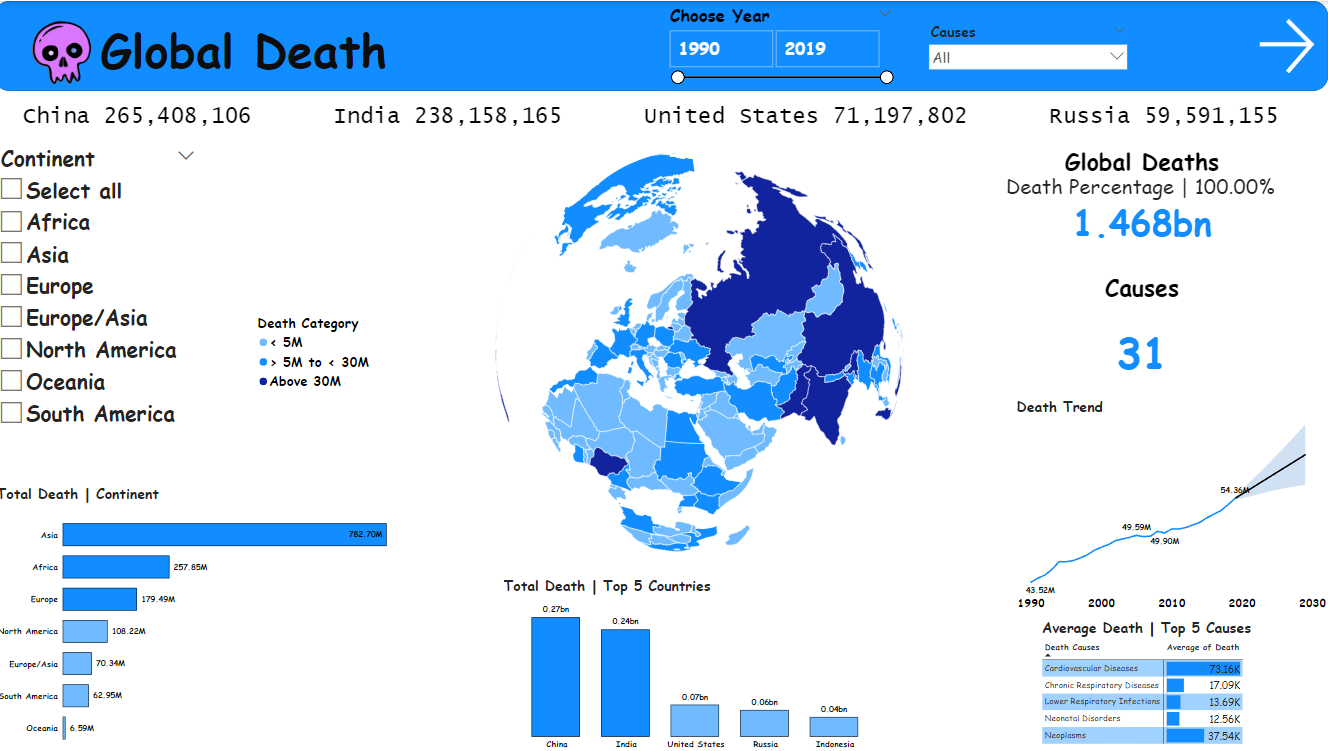 Global Death
Choose Year
1990
2019
Causes
All
China 265,408,106
India 238,158,165
United States 71,197,802
Russia 59,591,155
Continent
Select all
Africa
Asia
Europe
Europe/Asia
North America
Oceania
South America
Death Category
< 5M
> 5M to < 30M
Above 30M
Global Deaths
Death Percentage | 100.00%
1.468bn
Causes
31
Death Trend
54.36M
49.59M
49.90M
43.52M
1990
2000
2010
2020
2030
Total Death | Continent
Asia
782.70M
Africa
257.85M
Europe
179.49M
North America
108.22M
Europe/Asia
70.34M
South America
62.95M
Oceania
6.59M
Total Death | Top 5 Countries
0.27bn
0.24bn
0.07bn
0.06bn
0.04bn
China
India
United States
Russia
Indonesia
Average Death | Top 5 Causes
Death Causes
Average of Death
Cardiovascular Diseases
73.16K
Chronic Respiratory Diseases
17.09K
Lower Respiratory Infections
13.69K
Neonatal Disorders
12.56K
Neoplasms
37.54K